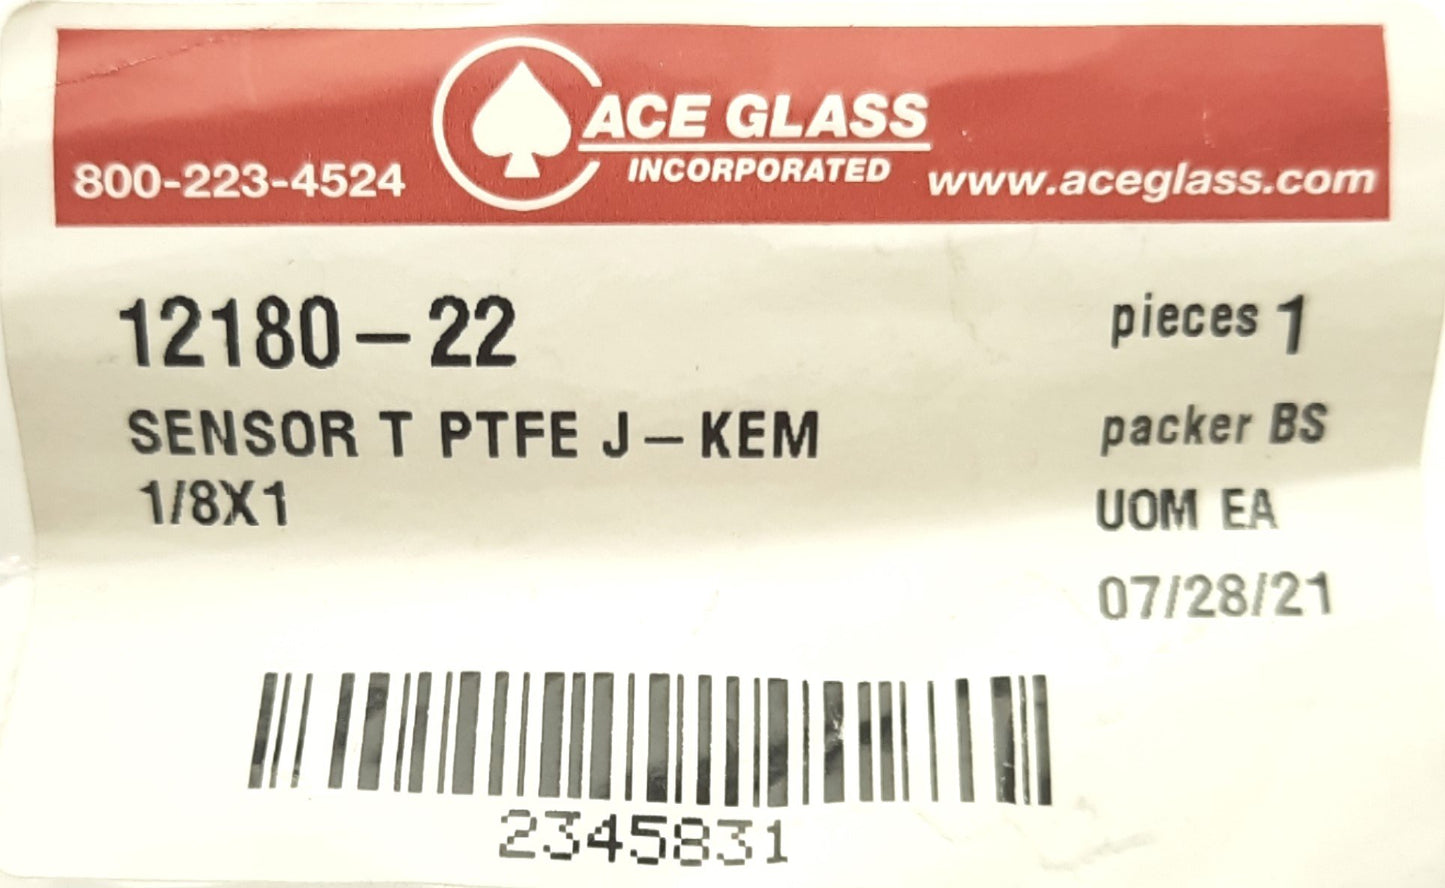 800-223-4524
ACE GLASS
INCORPORATED
www.aceglass.com
12180-22
pieces 1
SENSOR T PTFE J-KEM
1/8X1
packer BS
UOM EA
07/28/21
2345831